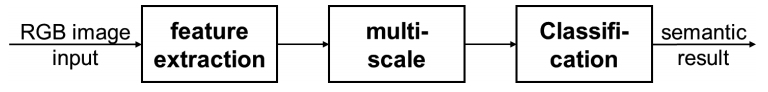 RGB image
input
feature
extraction
multi-
scale
Classifi-
cation
semantic
result